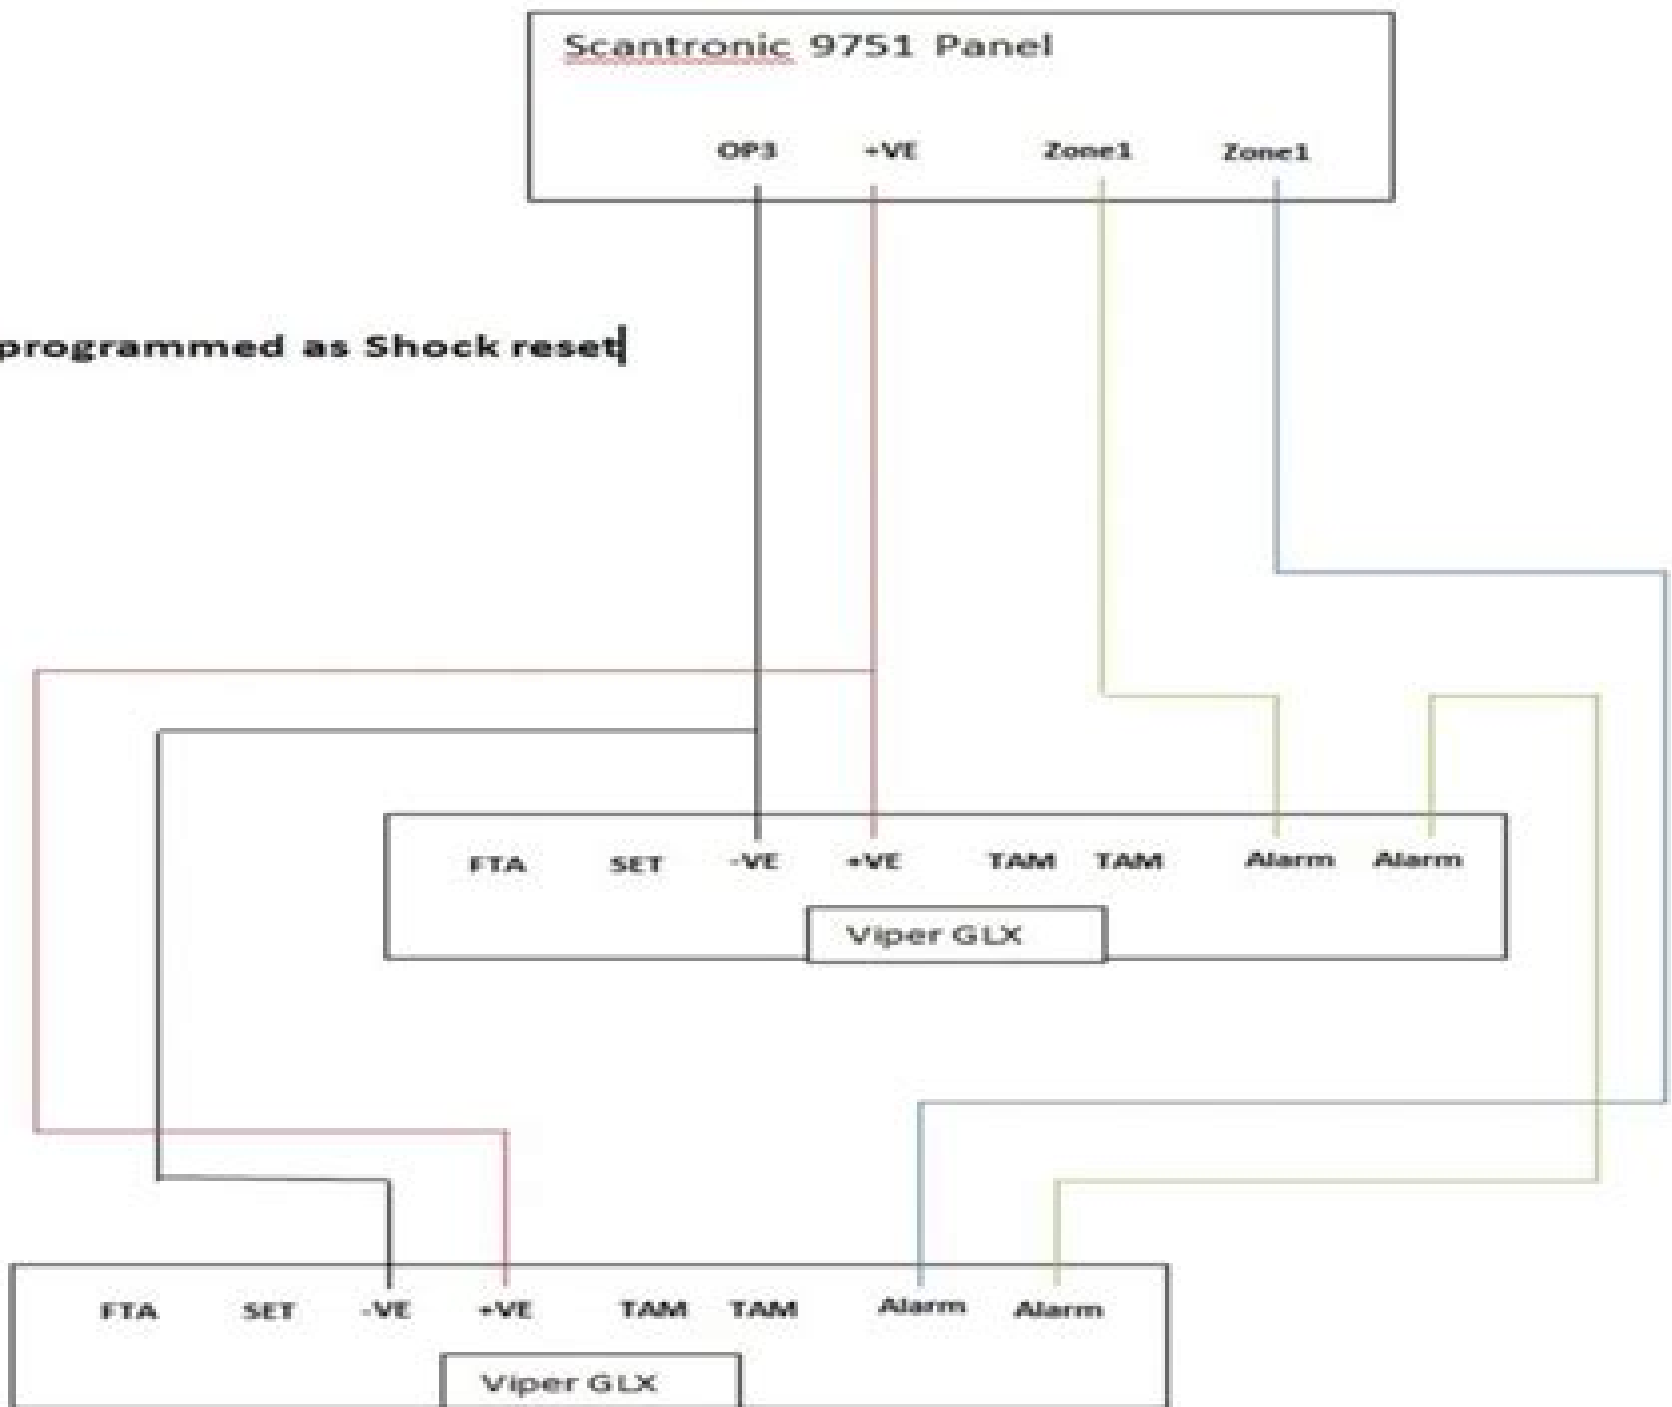 Scantronic 9751 Panel
OP3 +VE Zone1 Zone1
programmed as Shock reset
FTA SET -VE +VE TAM TAM Alarm Alarm
Viper GLX
FTA SET -VE +VE TAM TAM Alarm Alarm
Viper GLX